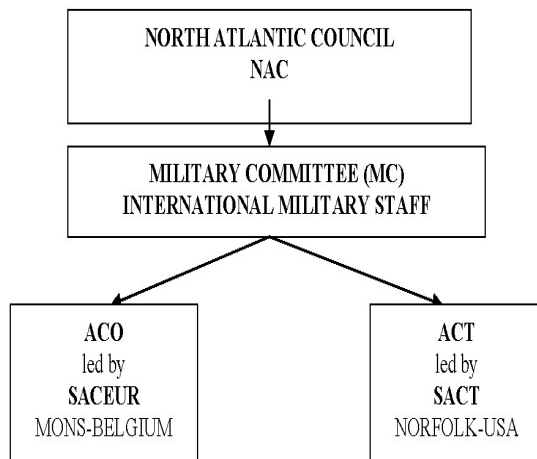 NORTH ATLANTIC COUNCIL
NAC
MILITARY COMMITTEE (MC)
INTERNATIONAL MILITARY STAFF
ACO
led by
SACEUR
MONS-BELGIUM
ACT
led by
SACT
NORFOLK-USA